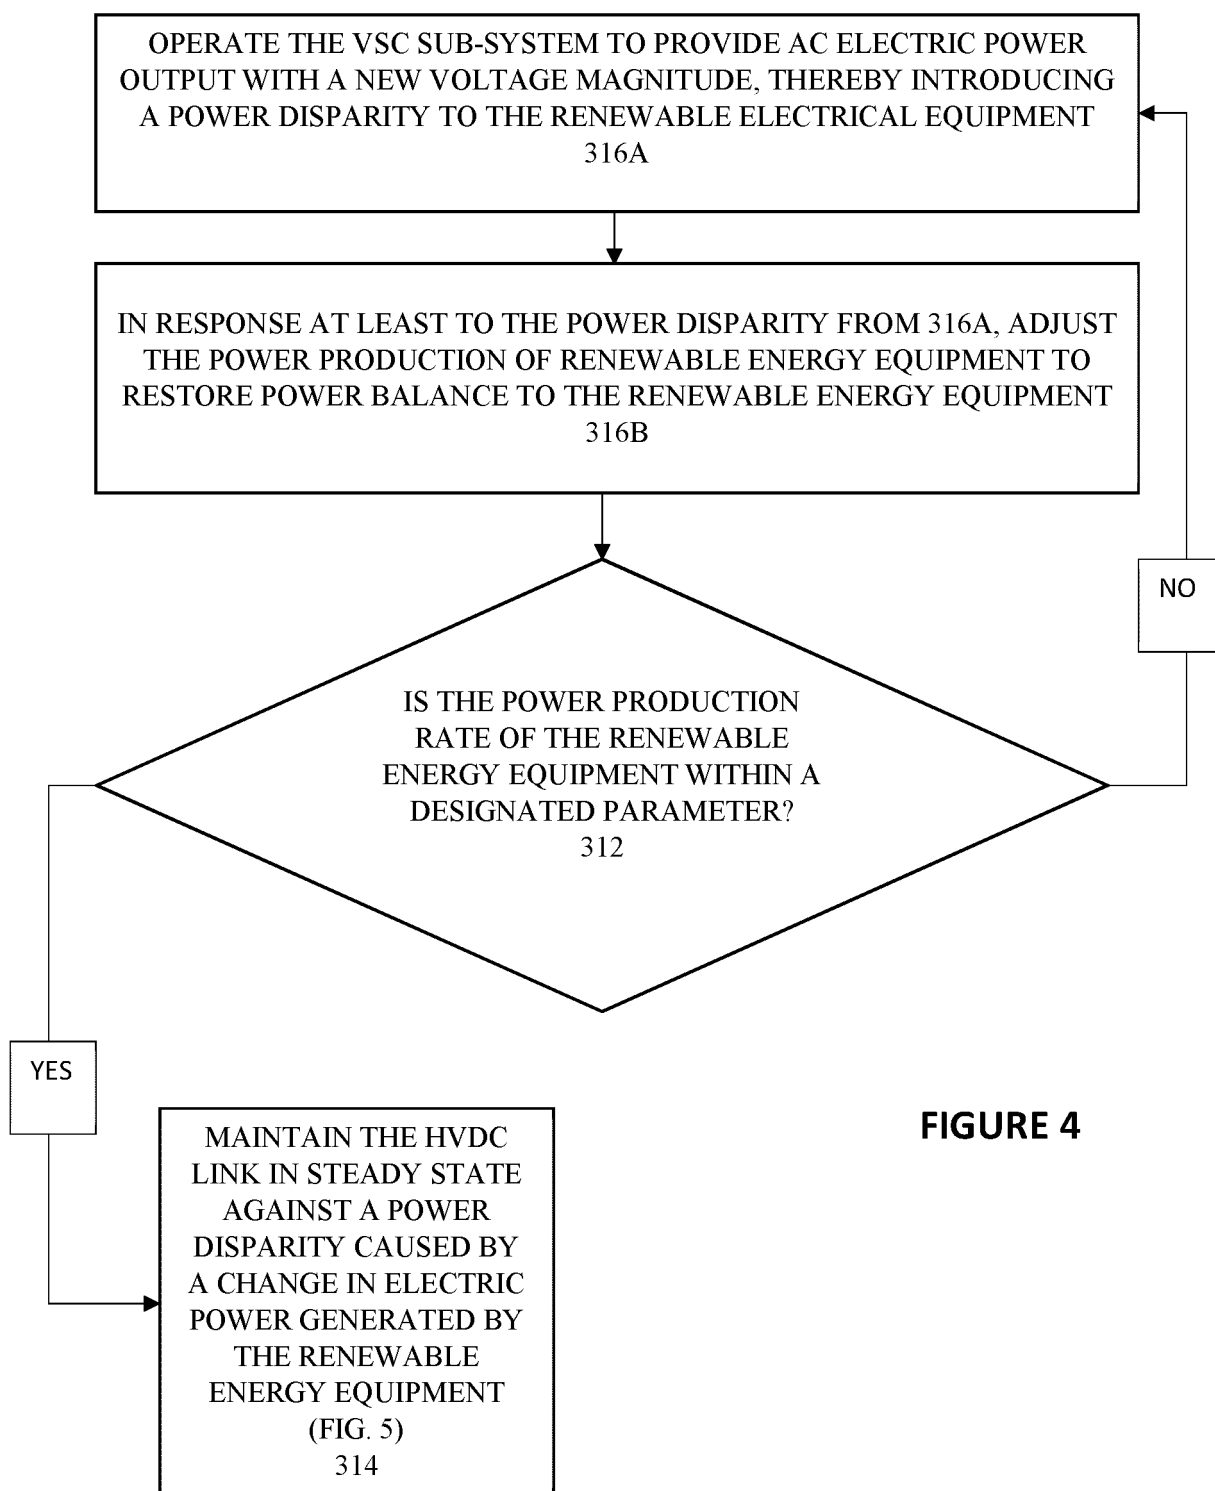 OPERATE THE VSC SUB-SYSTEM TO PROVIDE AC ELECTRIC POWER
OUTPUT WITH A NEW VOLTAGE MAGNITUDE, THEREBY INTRODUCING
A POWER DISPARITY TO THE RENEWABLE ELECTRICAL EQUIPMENT
316A
IN RESPONSE AT LEAST TO THE POWER DISPARITY FROM 316A, ADJUST
THE POWER PRODUCTION OF RENEWABLE ENERGY EQUIPMENT TO
RESTORE POWER BALANCE TO THE RENEWABLE ENERGY EQUIPMENT
316B
NO
IS THE POWER PRODUCTION
RATE OF THE RENEWABLE
ENERGY EQUIPMENT WITHIN A
DESIGNATED PARAMETER?
312
YES
MAINTAIN THE HVDC
LINK IN STEADY STATE
AGAINST A POWER
DISPARITY CAUSED BY
A CHANGE IN ELECTRIC
POWER GENERATED BY
THE RENEWABLE
ENERGY EQUIPMENT
(FIG. 5)
314
FIGURE 4